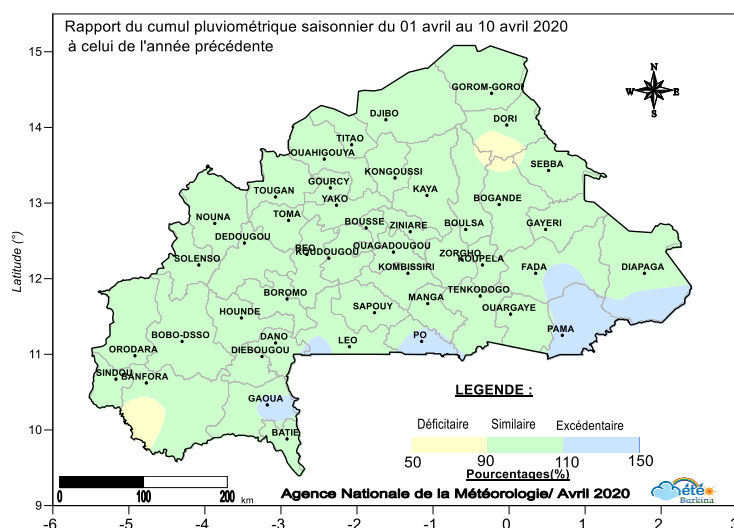 Rapport du cumul pluviométrique saisonnier du 01 avril au 10 avril 2020
à celui de l'année précédente
15
14
13
12
11
10
9
Latitude (°)
-6 -5 -4 -3 -2 -1 0 1 2 3
N
W E
S
GOROM-GOROM
DJIBO
DORI
TITAO
OUAHIGOUYA
SEBBA
KONGOUSSI
GOURCY
TOUGAN
KAYA
YAKO
BOGANDE
NOUNA
TOMA
BOUSSE
ZINIARE
BOULSA
GAYERI
DEDOUGOU
REO
KOUDOUGOU
OUAGADOUGOU
ZORGHO
KOUPELA
SOLENSO
KOMBISSIRI
FADA
DIAPAGA
BOROMO
TENKODOGO
MANGA
SAPOUY
HOUNDE
OUARGAYE
BOBO-DSSO
DANO
LEO
PO
PAMA
ORODARA
DIEBOUGOU
SINDOU
BANFORA
GAOUA
BATIE
LEGENDE :
Déficitaire Similaire Excédentaire
50 90 110 150
Pourcentages(%)
0 100 200
km
Agence Nationale de la Météorologie/ Avril 2020
météo
Burkina